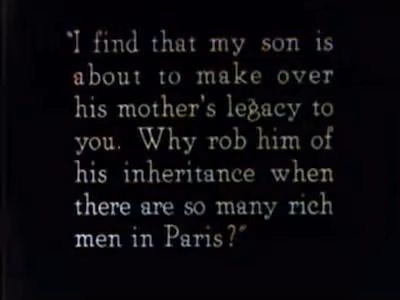 "I find that my son is
about to make over
his mother's legacy to
you. Why rob him of
his inheritance when
there are so many rich
men in Paris?"